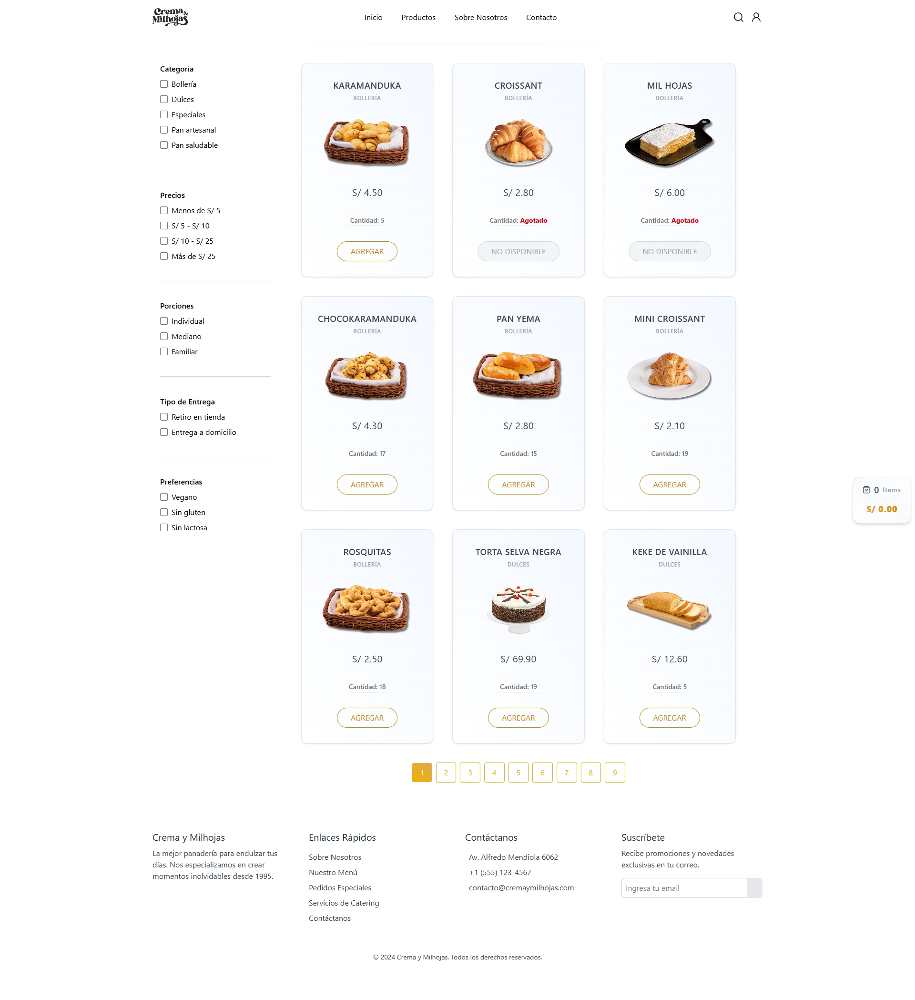 Crema &
Milhojas
Inicio
Productos
Sobre Nosotros
Contacto
Categoría
Bollería
Dulces
Especiales
Pan artesanal
Pan saludable
Precios
Menos de S/ 5
S/ 5 - S/ 10
S/ 10 - S/ 25
Más de S/ 25
Porciones
Individual
Mediano
Familiar
Tipo de Entrega
Retiro en tienda
Entrega a domicilio
Preferencias
Vegano
Sin gluten
Sin lactosa
KARAMANDUKA
BOLLERÍA
S/ 4.50
Cantidad: 5
AGREGAR
CROISSANT
BOLLERÍA
S/ 2.80
Cantidad: Agotado
NO DISPONIBLE
MIL HOJAS
BOLLERÍA
S/ 6.00
Cantidad: Agotado
NO DISPONIBLE
CHOCOKARAMANDUKA
BOLLERÍA
S/ 4.30
Cantidad: 17
AGREGAR
PAN YEMA
BOLLERÍA
S/ 2.80
Cantidad: 15
AGREGAR
MINI CROISSANT
BOLLERÍA
S/ 2.10
Cantidad: 19
AGREGAR
ROSQUITAS
BOLLERÍA
S/ 2.50
Cantidad: 18
AGREGAR
TORTA SELVA NEGRA
DULCES
S/ 69.90
Cantidad: 19
AGREGAR
KEKE DE VAINILLA
DULCES
S/ 12.60
Cantidad: 5
AGREGAR
0 Items
S/ 0.00
1 2 3 4 5 6 7 8 9
Crema y Milhojas
La mejor panadería para endulzar tus
días. Nos especializamos en crear
momentos inolvidables desde 1995.
Enlaces Rápidos
Sobre Nosotros
Nuestro Menú
Pedidos Especiales
Servicios de Catering
Contáctanos
Contáctanos
Av. Alfredo Mendiola 6062
+1 (555) 123-4567
contacto@cremaymilhojas.com
Suscríbete
Recibe promociones y novedades
exclusivas en tu correo.
Ingresa tu email
© 2024 Crema y Milhojas. Todos los derechos reservados.